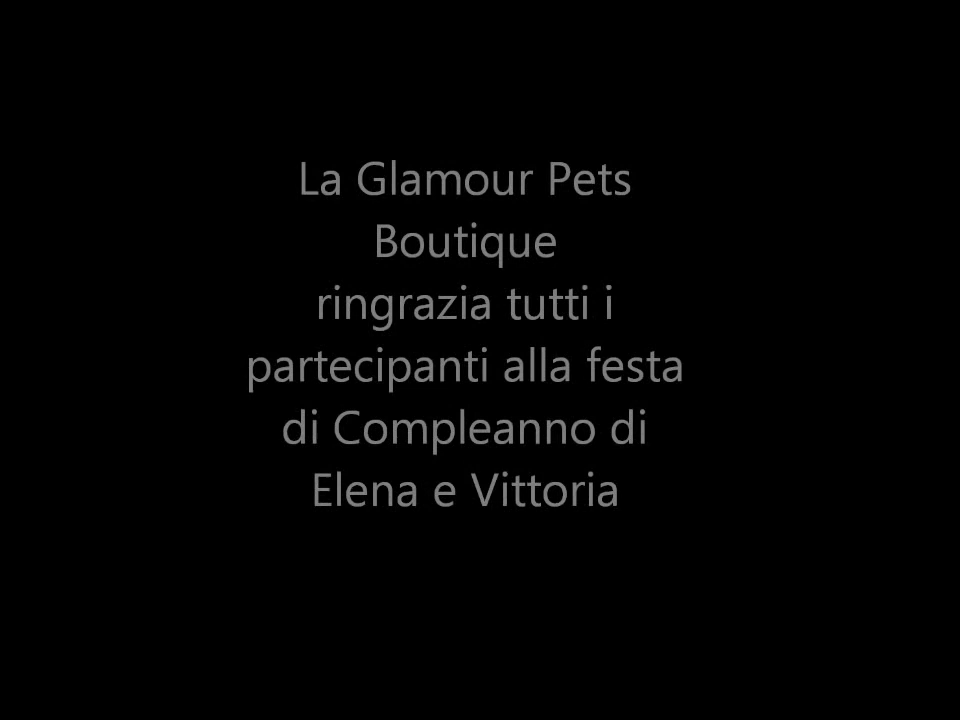 La Glamour Pets
Boutique
ringrazia tutti i
partecipanti alla festa
di Compleanno di
Elena e Vittoria